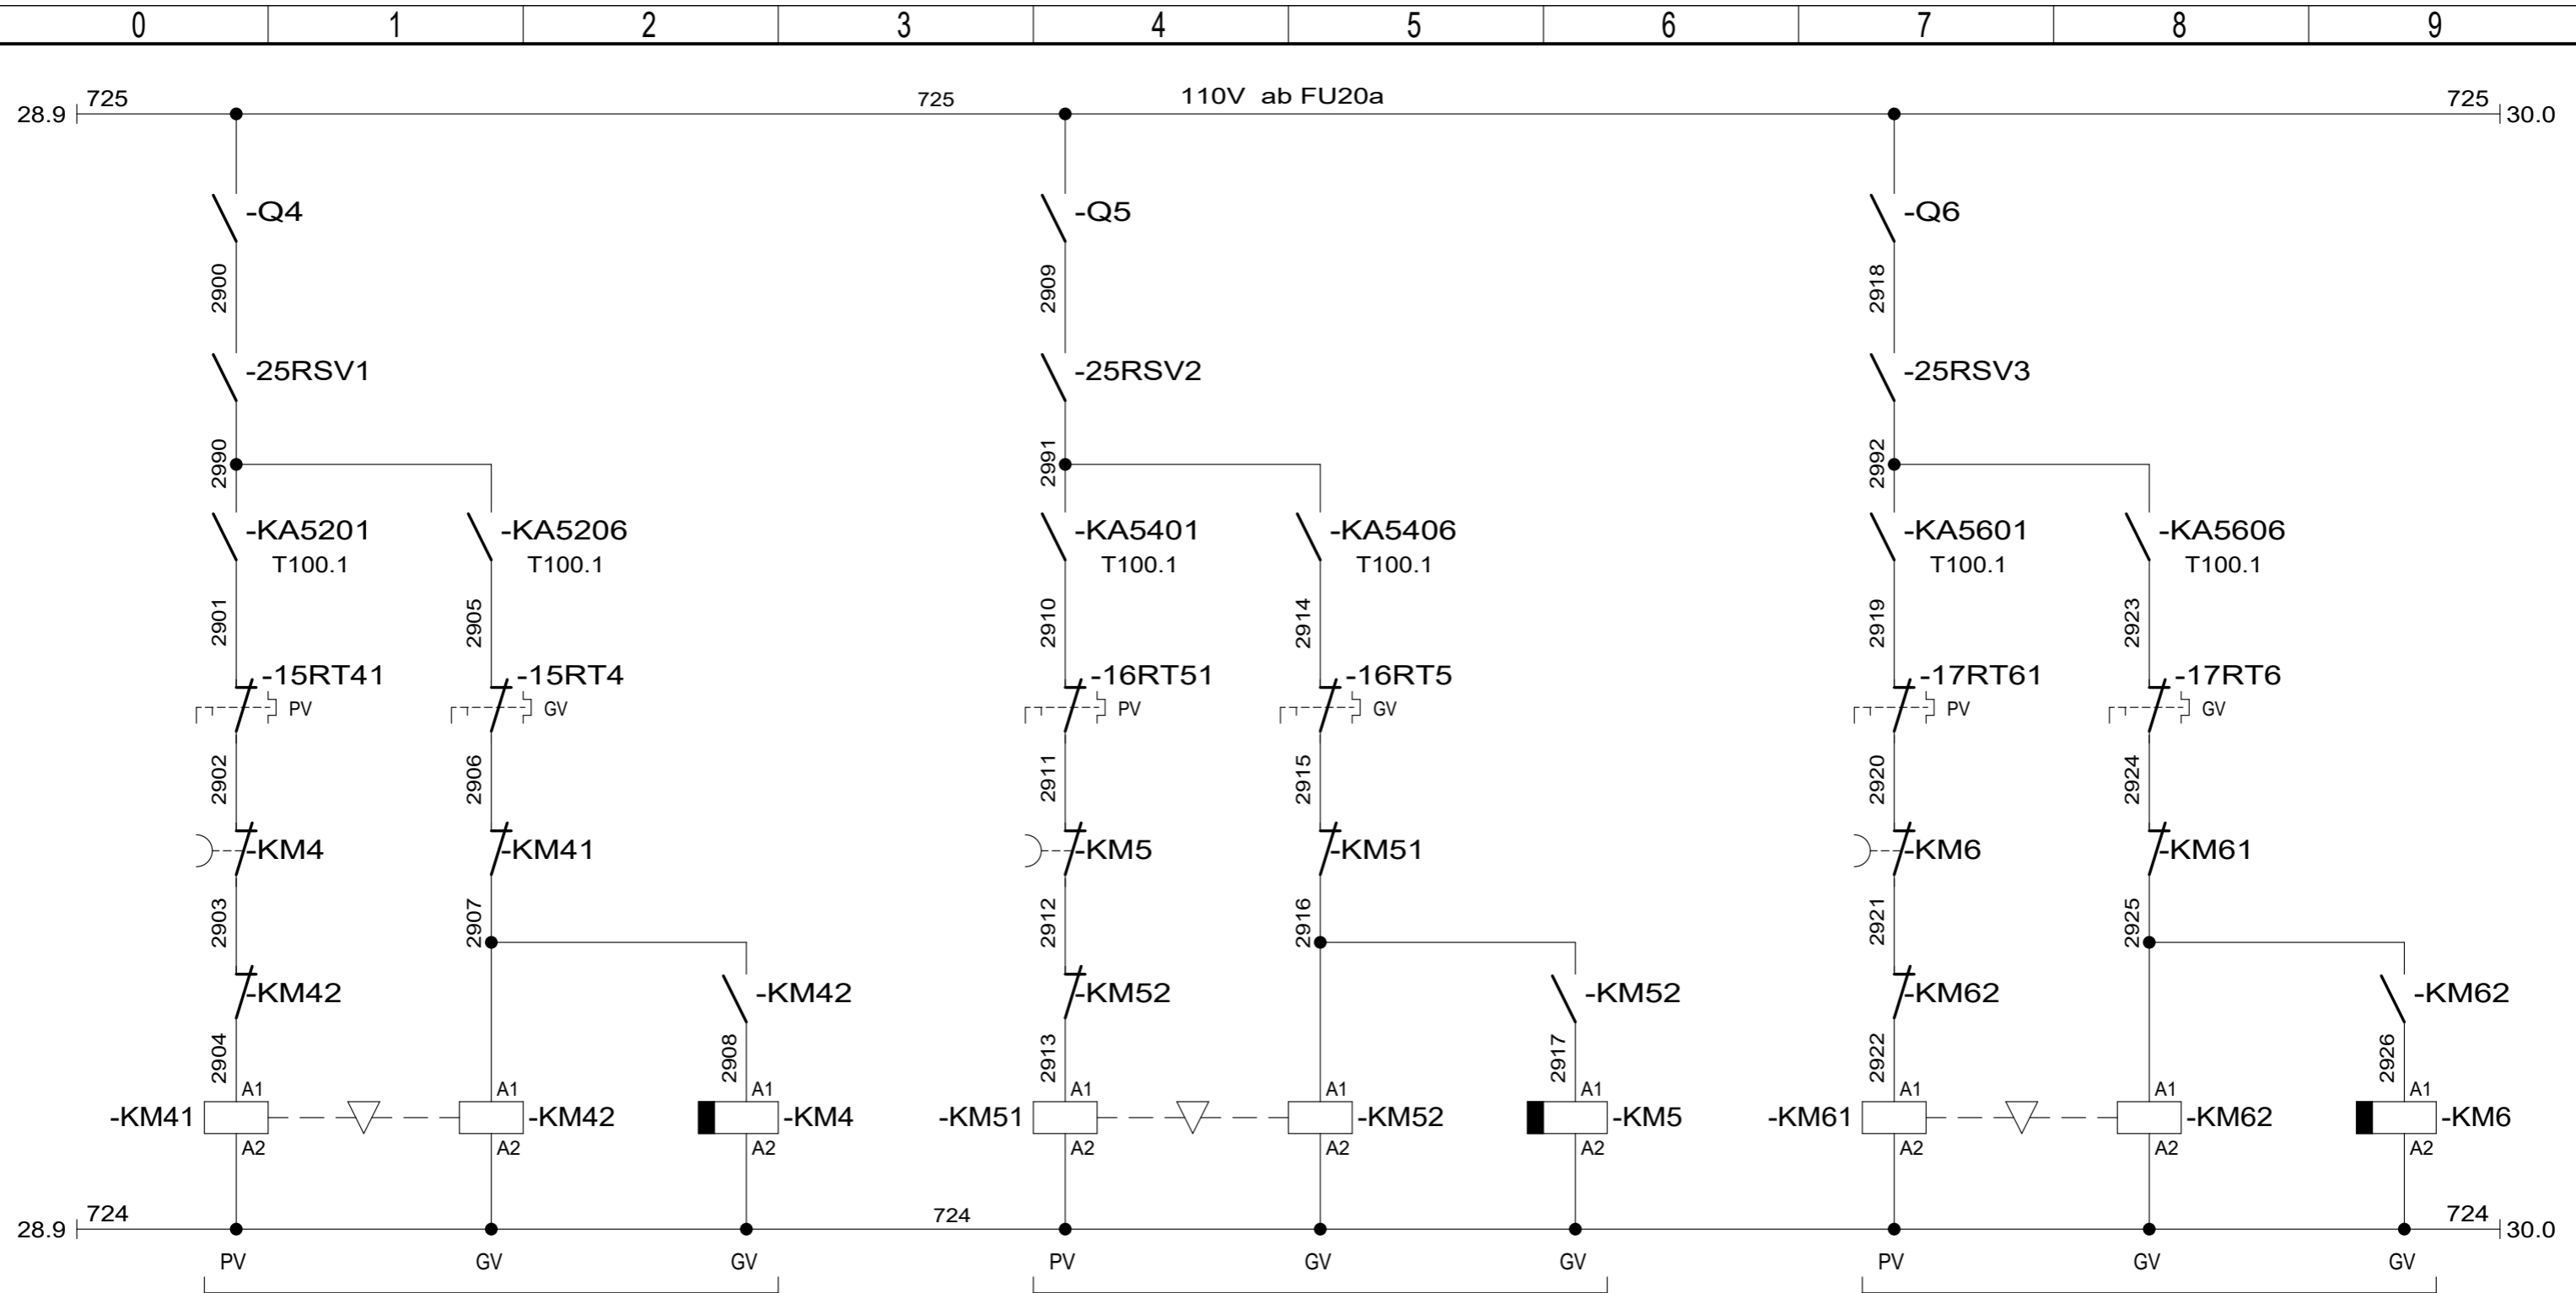 0 1 2 3 4 5 6 7 8 9
725 725 110V ab FU20a 725
28.9 30.0
-Q4 -Q5 -Q6
2900 2909 2918
-25RSV1 -25RSV2 -25RSV3
2990 2991 2992
-KA5201 -KA5206 -KA5401 -KA5406 -KA5601 -KA5606
T100.1 T100.1 T100.1 T100.1 T100.1 T100.1
2901 2905 2910 2914 2919 2923
-15RT41 -15RT4 -16RT51 -16RT5 -17RT61 -17RT6
PV GV PV GV PV GV
2902 2906 2911 2915 2920 2924
-KM4 -KM41 -KM5 -KM51 -KM6 -KM61
2903 2907 2912 2916 2921 2925
-KM42 -KM42 -KM52 -KM52 -KM62 -KM62
2904 2908 2913 2917 2922 2926
A1 A1 A1 A1 A1 A1 A1 A1 A1
-KM41 -KM42 -KM4 -KM51 -KM52 -KM5 -KM61 -KM62 -KM6
A2 A2 A2 A2 A2 A2 A2 A2 A2
724 724 724
28.9 30.0
PV GV GV PV GV GV PV GV GV